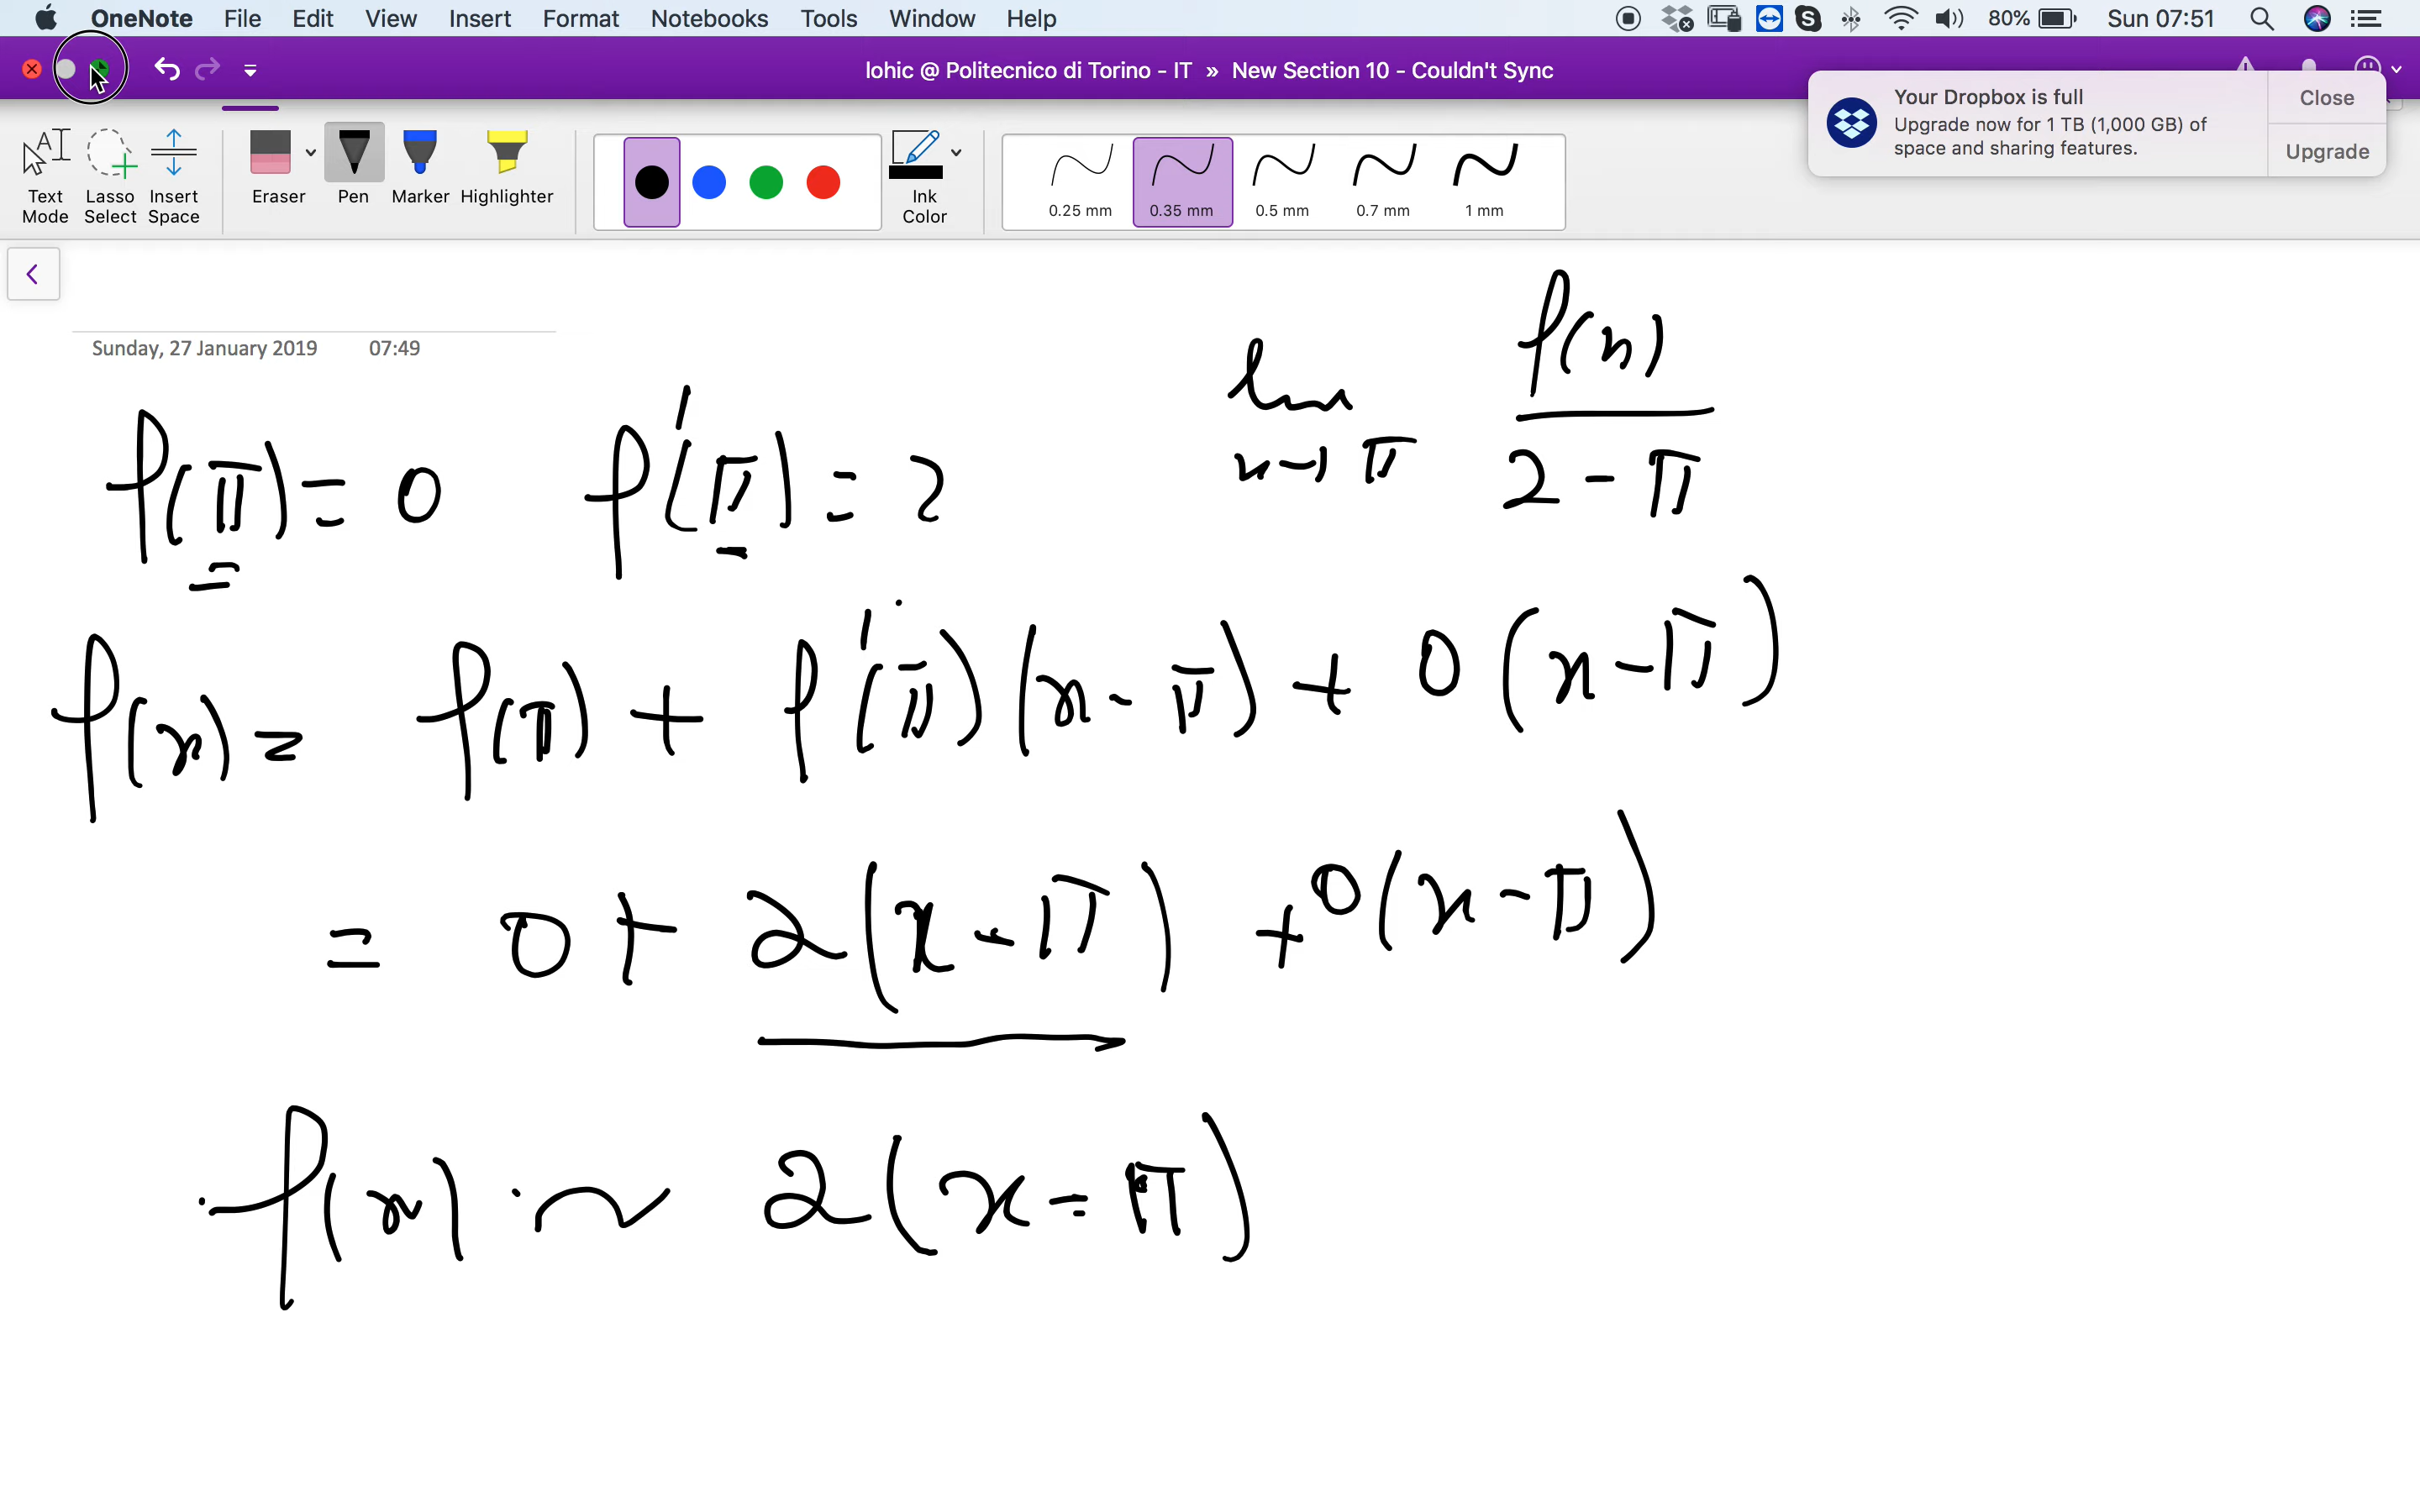 OneNote File Edit View Insert Format Notebooks Tools Window Help 80% Sun 07:51
lohic @ Politecnico di Torino - IT » New Section 10 - Couldn't Sync
Your Dropbox is full
Upgrade now for 1 TB (1,000 GB) of
space and sharing features.
Close
Upgrade
Text Mode
Lasso Select
Insert Space
Eraser
Pen
Marker
Highlighter
Ink Color
0.25 mm
0.35 mm
0.5 mm
0.7 mm
1 mm
Sunday, 27 January 2019 07:49
f(π) = 0 f'(π) = 2
lim x→π f(x) / 2 - π
f(x) = f(π) + f'(π)(x - π) + o(x - π)
= 0 + 2(x - π) + o(x - π)
f(x) ~ 2(x - π)